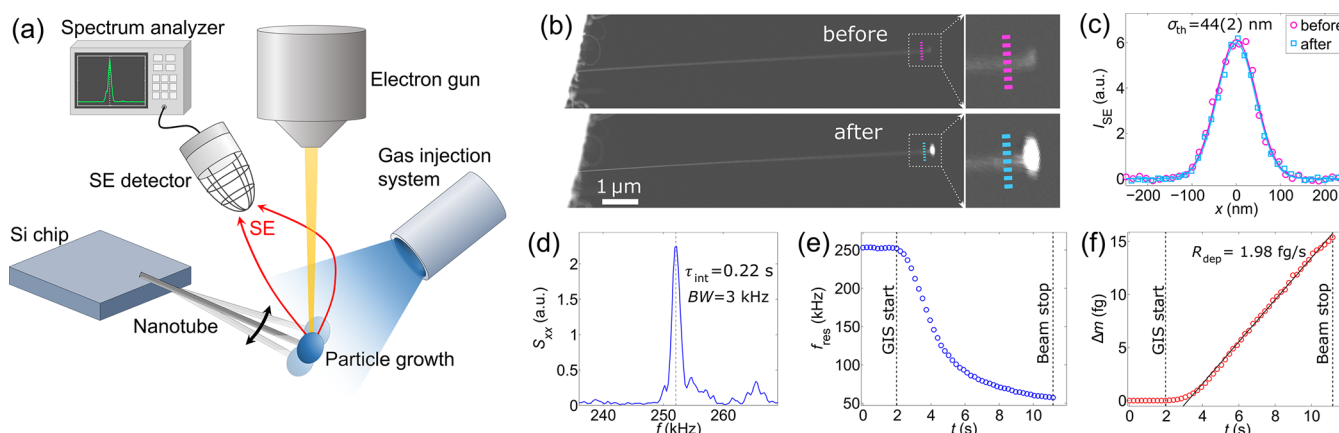 (a)
Spectrum analyzer
Electron gun
SE detector
Gas injection
system
SE
Si chip
Nanotube
Particle growth
(b)
before
after
1 μm
(c)
σth=44(2) nm
before
after
ISE (a.u.)
6
4
2
0
−200 −100 0 100 200
x (nm)
(d)
τint=0.22 s
BW=3 kHz
Sxx (a.u.)
2
1
0
240 250 260
f (kHz)
(e)
fres (kHz)
250
200
150
100
50
GIS start
Beam stop
0 2 4 6 8 10
t (s)
(f)
Rdep = 1.98 fg/s
Δm (fg)
15
10
5
0
GIS start
Beam stop
0 2 4 6 8 10
t (s)